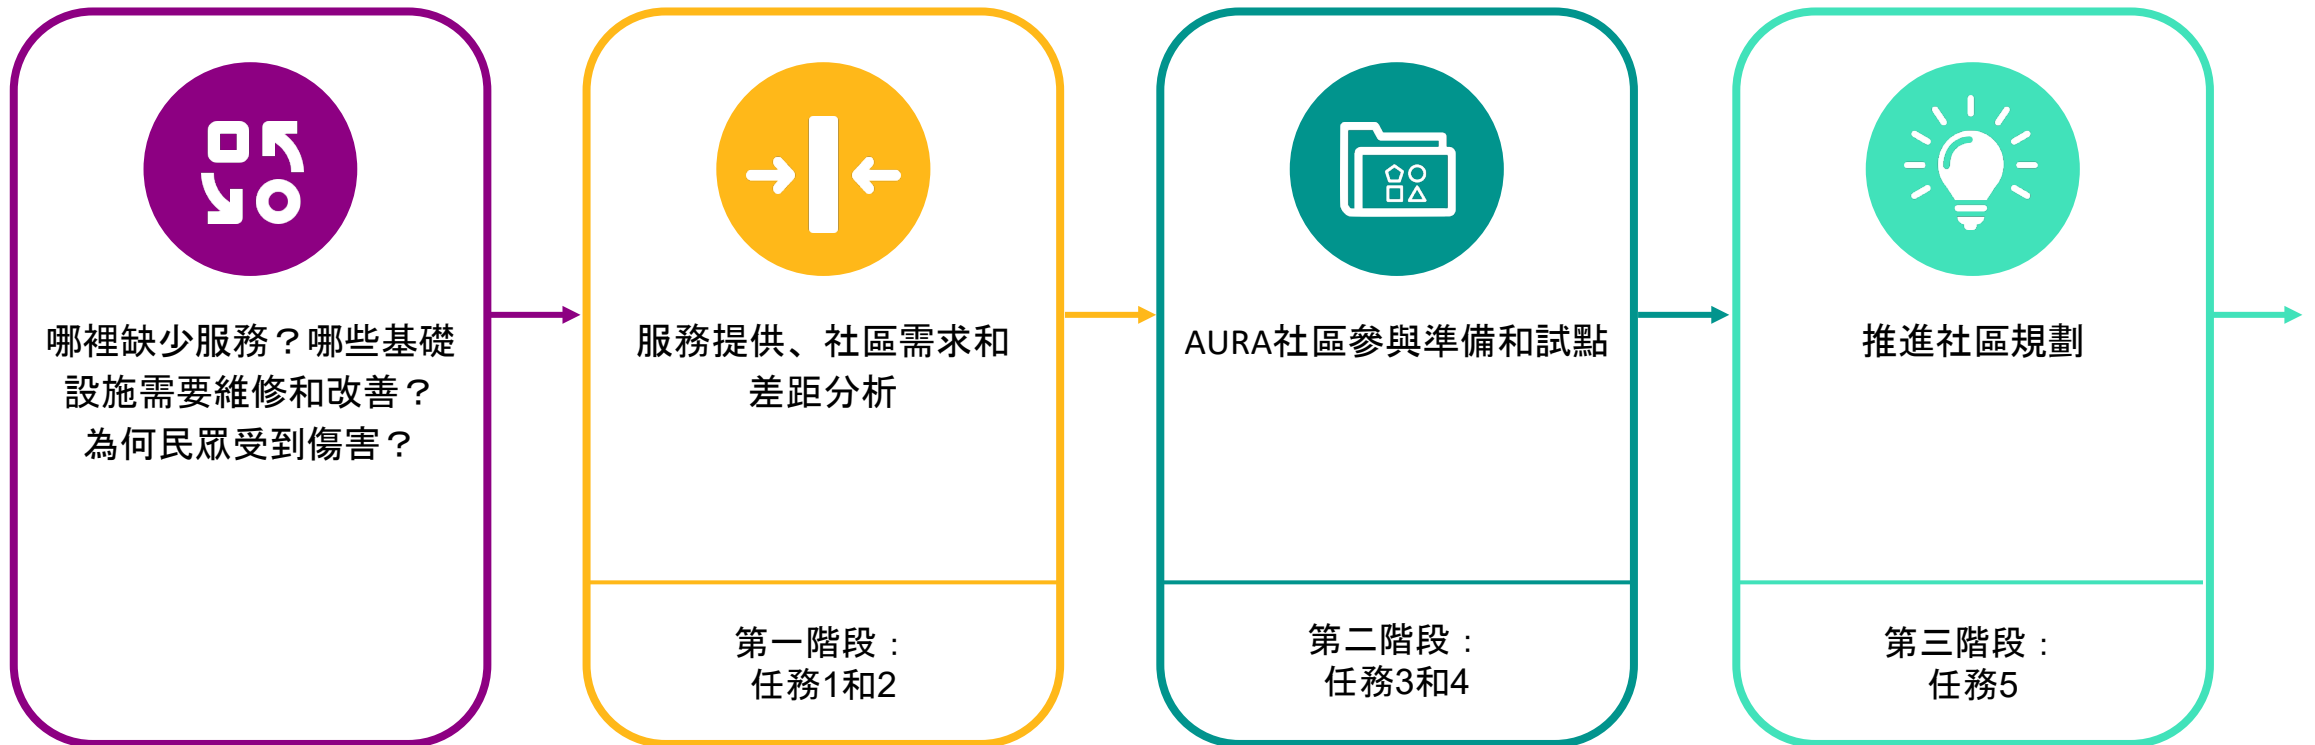 哪裡缺少服務？哪些基礎
設施需要維修和改善？
為何民眾受到傷害？
服務提供、社區需求和
差距分析
第一階段：
任務1和2
AURA社區參與準備和試點
第二階段：
任務3和4
推進社區規劃
第三階段：
任務5